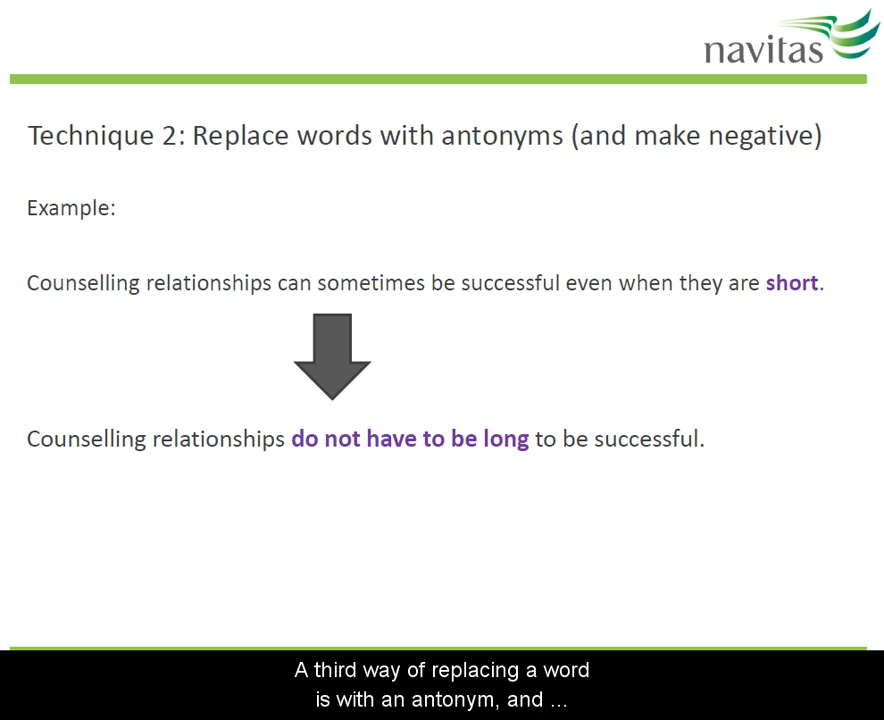 navitas
Technique 2: Replace words with antonyms (and make negative)
Example:
Counselling relationships can sometimes be successful even when they are short.
Counselling relationships do not have to be long to be successful.
A third way of replacing a word
is with an antonym, and ...